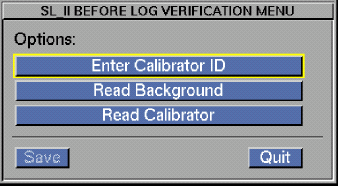 SL_II BEFORE LOG VERIFICATION MENU
Options:
Enter Calibrator ID
Read Background
Read Calibrator
Save Quit